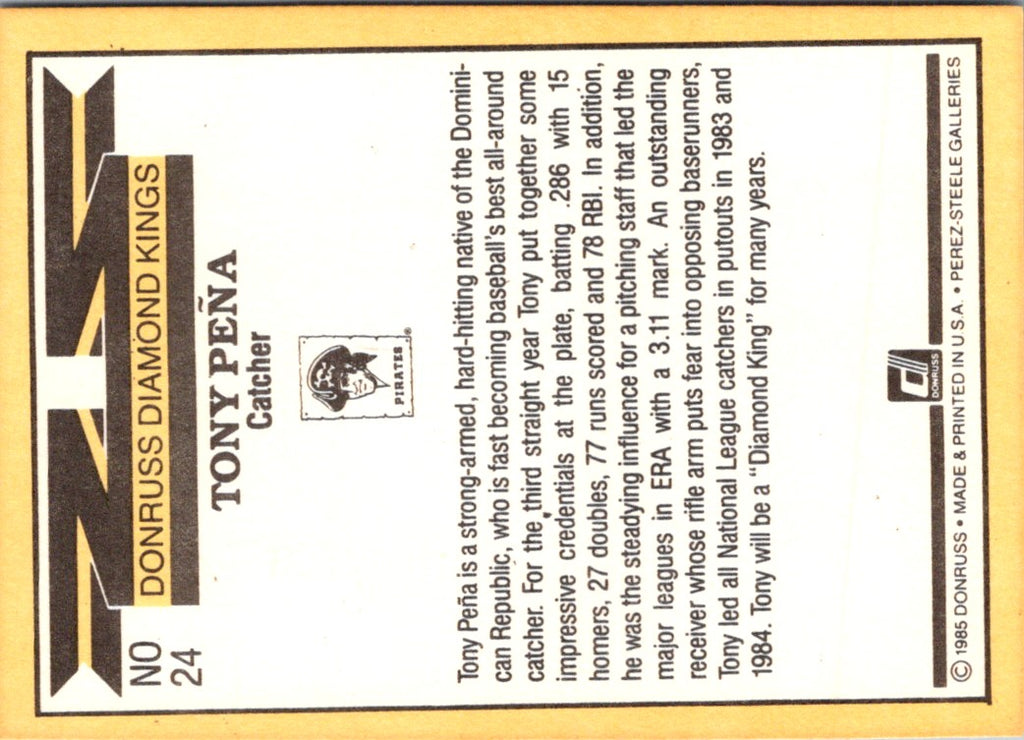 DONRUSS DIAMOND KINGS
NO
24
TONY PEÑA
Catcher
PIRATES ®
Tony Peña is a strong-armed, hard-hitting native of the Domini-
can Republic, who is fast becoming baseball's best all-around
catcher. For the third straight year Tony put together some
impressive credentials at the plate, batting .286 with 15
homers, 27 doubles, 77 runs scored and 78 RBI. In addition,
he was the steadying influence for a pitching staff that led the
major leagues in ERA with a 3.11 mark. An outstanding
receiver whose rifle arm puts fear into opposing baserunners,
Tony led all National League catchers in putouts in 1983 and
1984. Tony will be a "Diamond King" for many years.
DONRUSS
© 1985 DONRUSS • MADE & PRINTED IN U.S.A. • PEREZ-STEELE GALLERIES